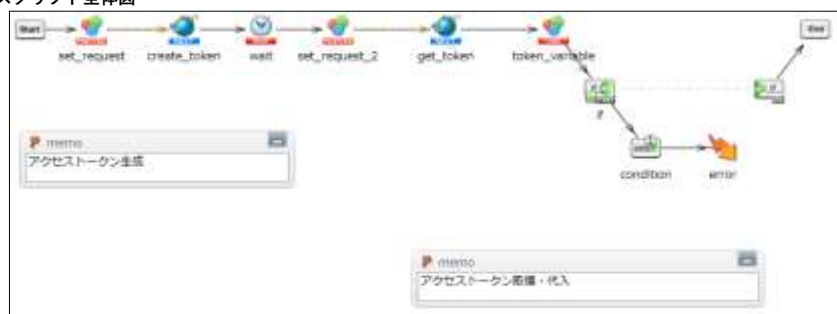 スクリプト全体図
Start
End
set_request
create_token
wait
set_request_2
get_token
token_variable
if
condition
error
memo
アクセストークン生成
memo
アクセストークン取得・代入